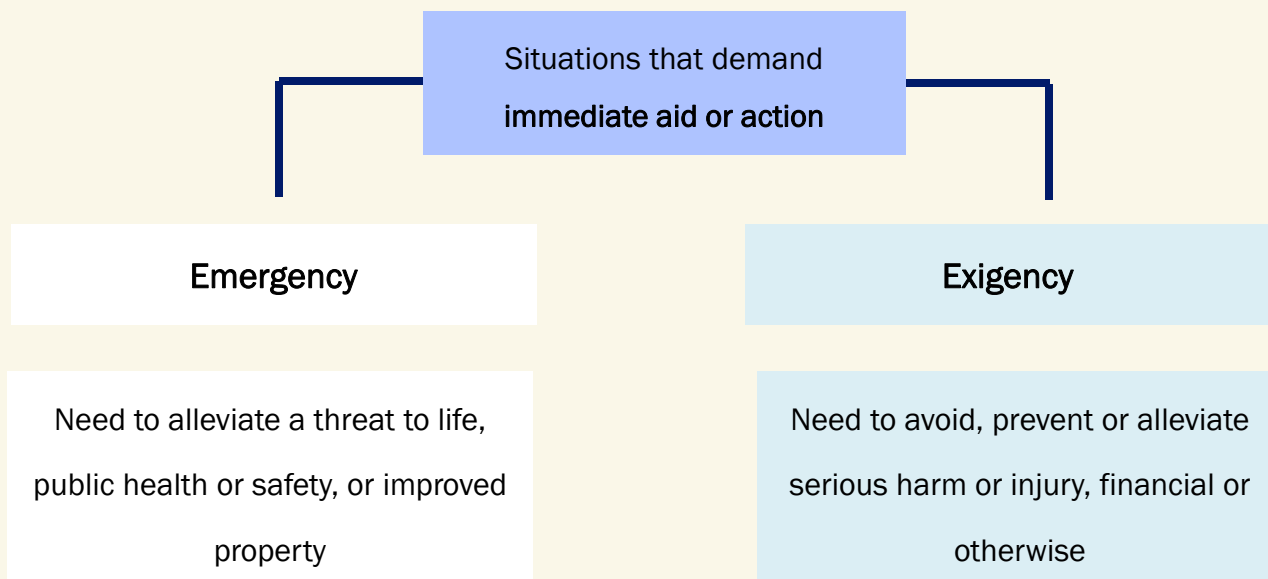 Situations that demand
immediate aid or action
Emergency
Need to alleviate a threat to life,
public health or safety, or improved
property
Exigency
Need to avoid, prevent or alleviate
serious harm or injury, financial or
otherwise